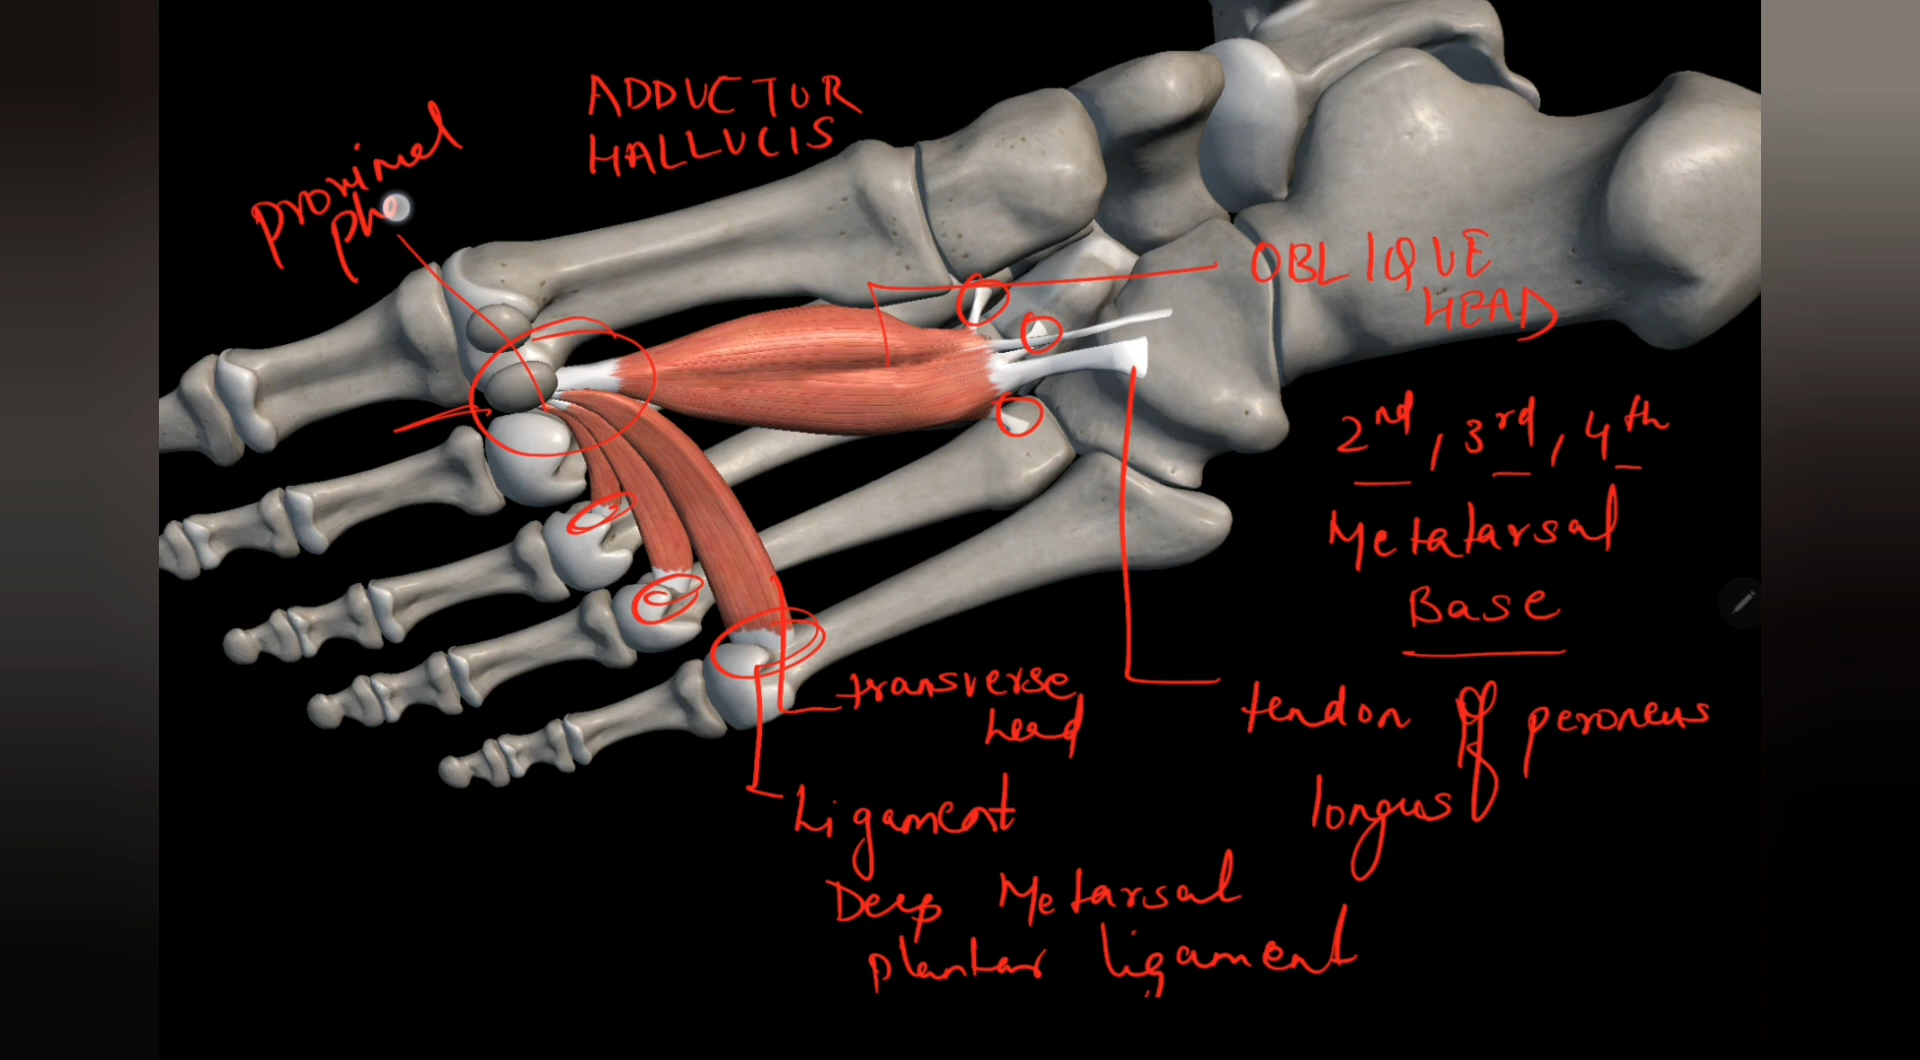 ADDUCTOR
HALLUCIS
proximal
ph
OBLIQUE
HEAD
2nd, 3rd, 4th
Metatarsal
Base
transverse
head
tendon of peroneus
longus
Ligament
Deep Metarsal
plantar ligament